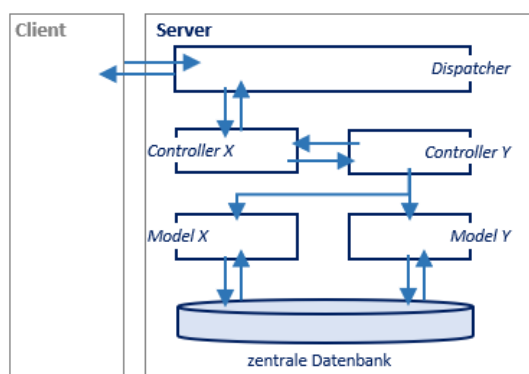 Client
Server
Dispatcher
Controller X
Controller Y
Model X
Model Y
zentrale Datenbank